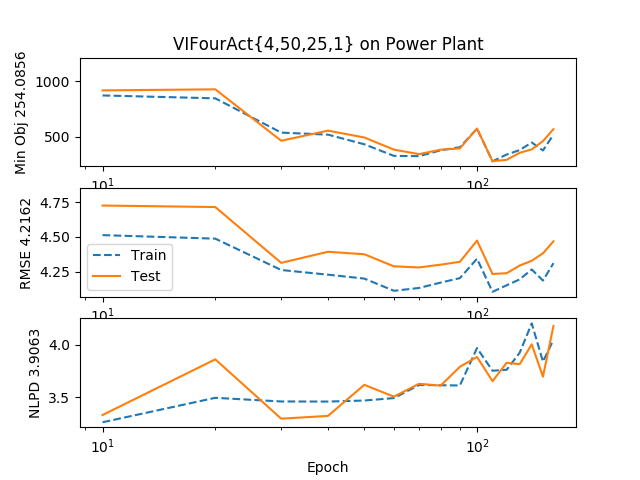 VIFourAct{4,50,25,1} on Power Plant
Min Obj 254.0856
1000
500
10¹
10²
RMSE 4.2162
4.75
4.50
4.25
Train
Test
10¹
10²
NLPD 3.9063
4.0
3.5
10¹
10²
Epoch